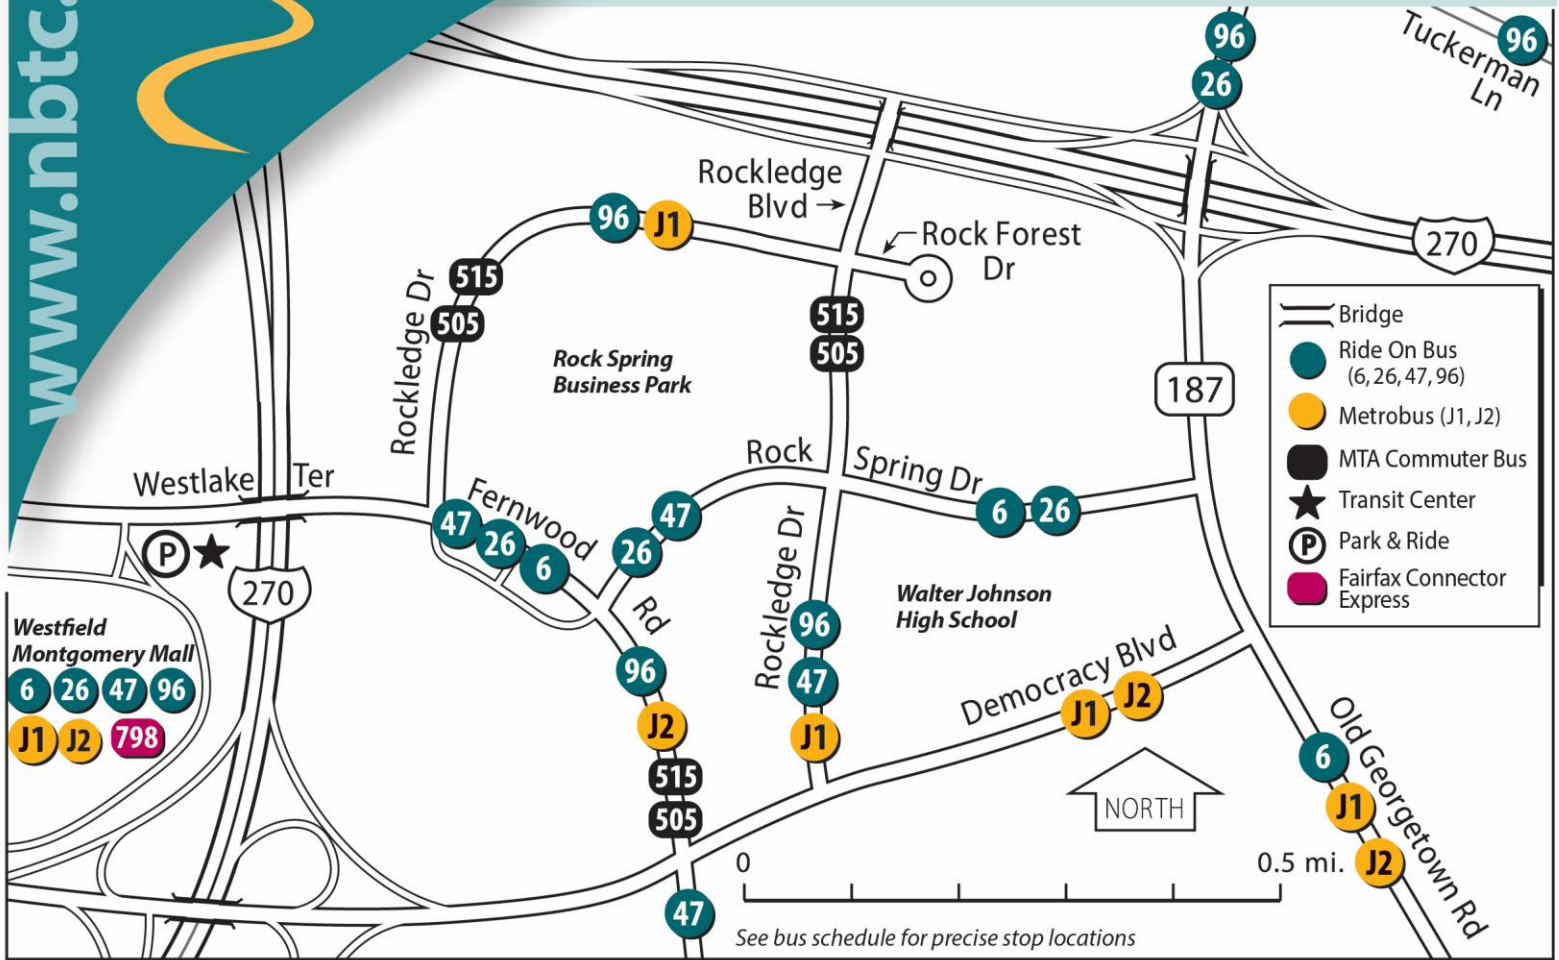 www.nbtc.
96
26
Tuckerman
Ln
96
Rockledge
Blvd
96
J1
Rock Forest
Dr
270
515
505
Rockledge Dr
515
505
Rock Spring
Business Park
187
Bridge
Ride On Bus
(6, 26, 47, 96)
Metrobus (J1, J2)
MTA Commuter Bus
Transit Center
Park & Ride
Fairfax Connector
Express
P
Westlake Ter
Rock Spring Dr
Fernwood Rd
47
26
6
26
47
6
26
P
270
Rockledge Dr
Walter Johnson
High School
Westfield
Montgomery Mall
6 26 47 96
J1 J2 798
96
J2
515
505
96
47
J1
Democracy Blvd
J1 J2
Old Georgetown Rd
6
J1
J2
NORTH
0 0.5 mi.
47
See bus schedule for precise stop locations